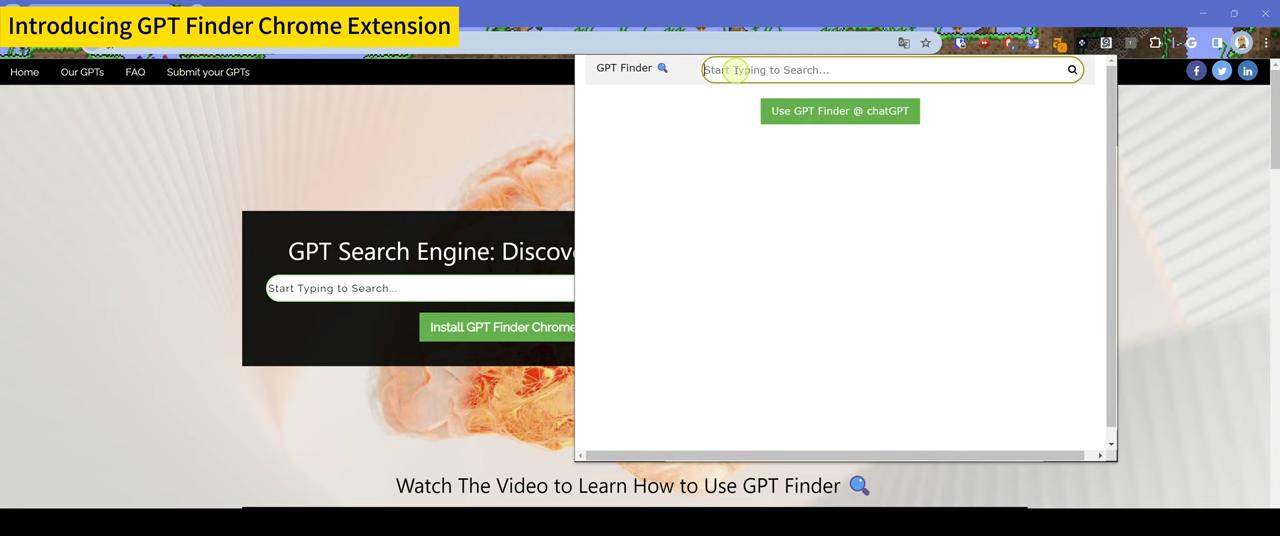 Introducing GPT Finder Chrome Extension
Home Our GPTs FAQ Submit your GPTs
GPT Finder
Start Typing to Search...
Use GPT Finder @ chatGPT
GPT Search Engine: Discov
Start Typing to Search...
Install GPT Finder Chrome
Watch The Video to Learn How to Use GPT Finder